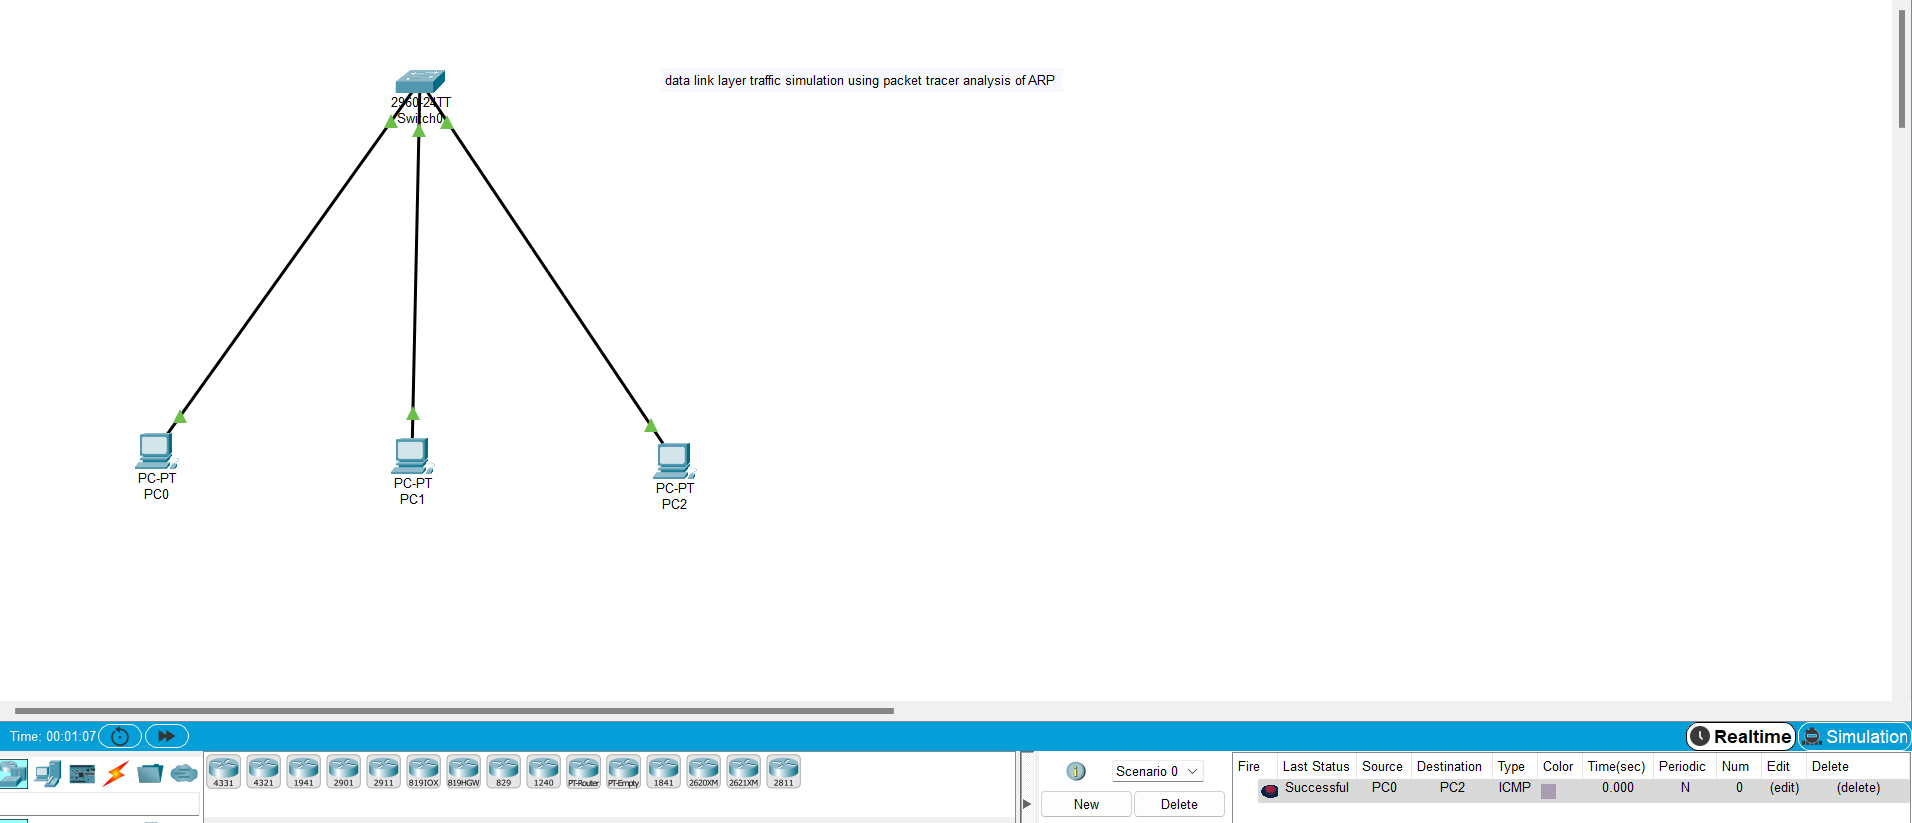 data link layer traffic simulation using packet tracer analysis of ARP
2960-24TT
Switch0
PC-PT
PC0
PC-PT
PC1
PC-PT
PC2
Time: 00:01:07
Realtime
Simulation
4331 4321 1941 2901 2911 819IOX 819HGW 829 1240 PT-Router PT-Empty 1841 2620XM 2621XM 2811
Scenario 0
New Delete
Fire Last Status Source Destination Type Color Time(sec) Periodic Num Edit Delete
Successful PC0 PC2 ICMP 0.000 N 0 (edit) (delete)